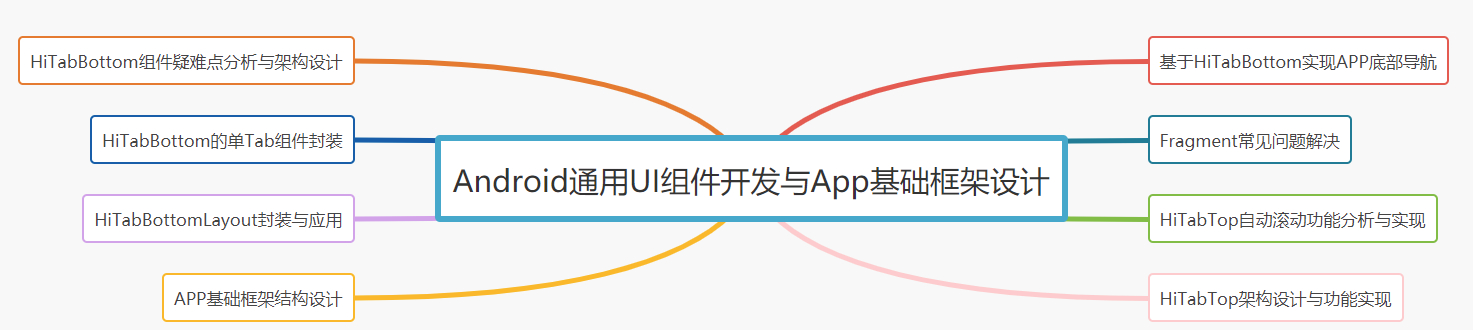 HiTabBottom组件疑难点分析与架构设计
HiTabBottom的单Tab组件封装
HiTabBottomLayout封装与应用
APP基础框架结构设计
Android通用UI组件开发与App基础框架设计
基于HiTabBottom实现APP底部导航
Fragment常见问题解决
HiTabTop自动滚动功能分析与实现
HiTabTop架构设计与功能实现